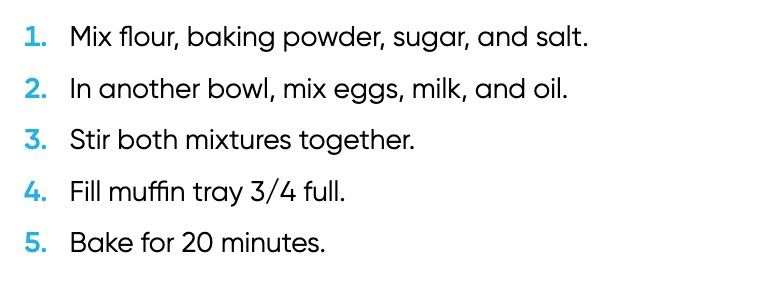 1. Mix flour, baking powder, sugar, and salt.
2. In another bowl, mix eggs, milk, and oil.
3. Stir both mixtures together.
4. Fill muffin tray 3/4 full.
5. Bake for 20 minutes.